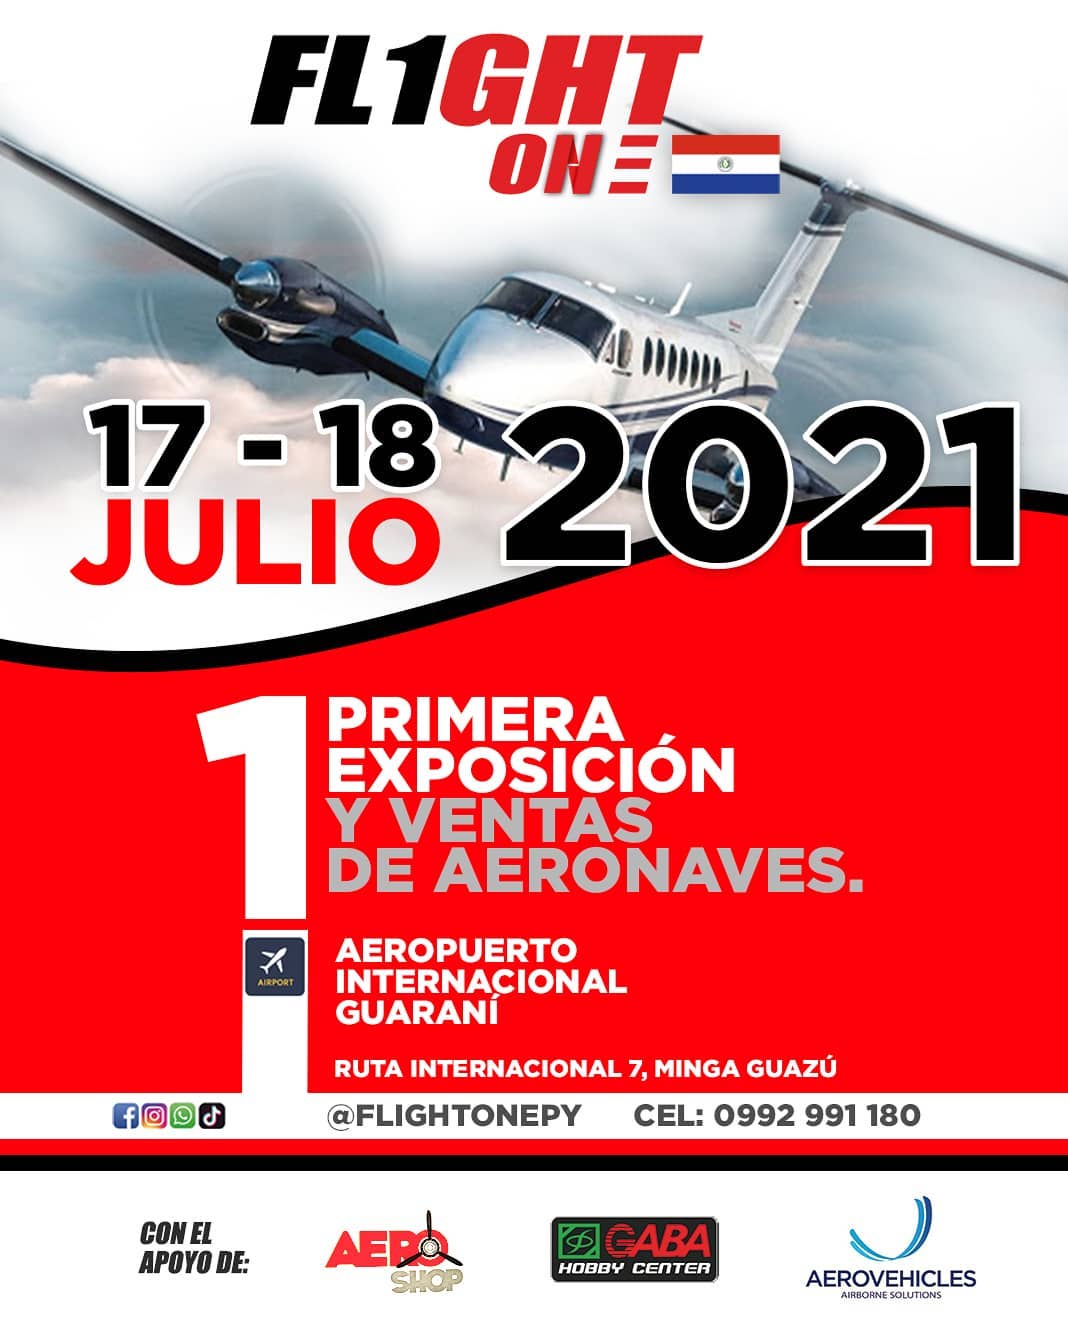 FL1GHT
ONE
17 - 18
JULIO
2021
1
PRIMERA
EXPOSICIÓN
Y VENTAS
DE AERONAVES.
AIRPORT
AEROPUERTO
INTERNACIONAL
GUARANÍ
RUTA INTERNACIONAL 7, MINGA GUAZÚ
@FLIGHTONEPY CEL: 0992 991 180
CON EL
APOYO DE:
AERO
SHOP
GABA
HOBBY CENTER
AEROVEHICLES
AIRBORNE SOLUTIONS